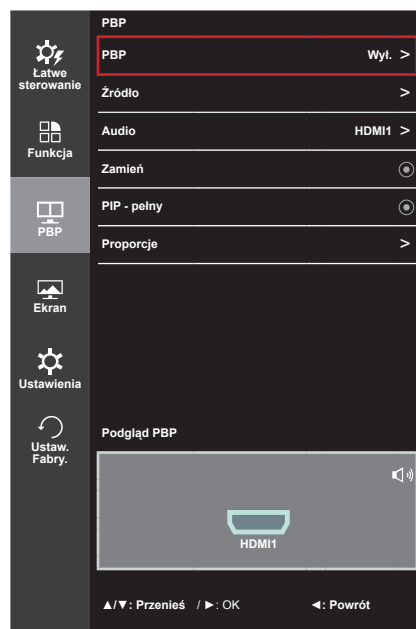 Łatwe
sterowanie
Funkcja
PBP
Ekran
Ustawienia
Ustaw.
Fabry.
PBP
PBP Wył. >
Źródło >
Audio HDMI1 >
Zamień
PIP - pełny
Proporcje >
Podgląd PBP
HDMI1
▲/▼: Przenieś / ►: OK ◄: Powrót